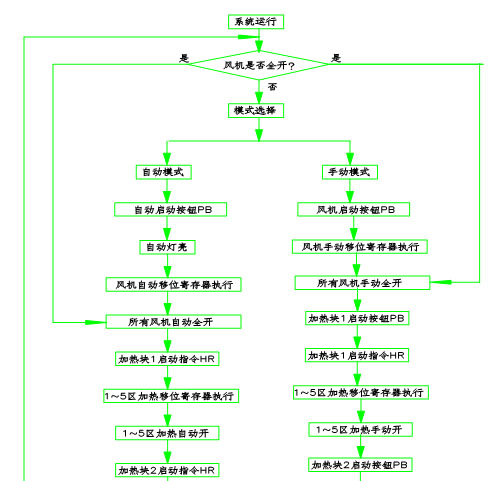 系统运行
是
是
风机是否全开?
否
模式选择
自动模式
手动模式
自动启动按钮PB
风机启动按钮PB
自动灯亮
风机手动移位寄存器执行
风机自动移位寄存器执行
所有风机手动全开
所有风机自动全开
加热块1启动按钮PB
加热块1启动指令HR
加热块1启动指令HR
1~5区加热移位寄存器执行
1~5区加热移位寄存器执行
1~5区加热自动开
1~5区加热手动开
加热块2启动指令HR
加热块2启动按钮PB